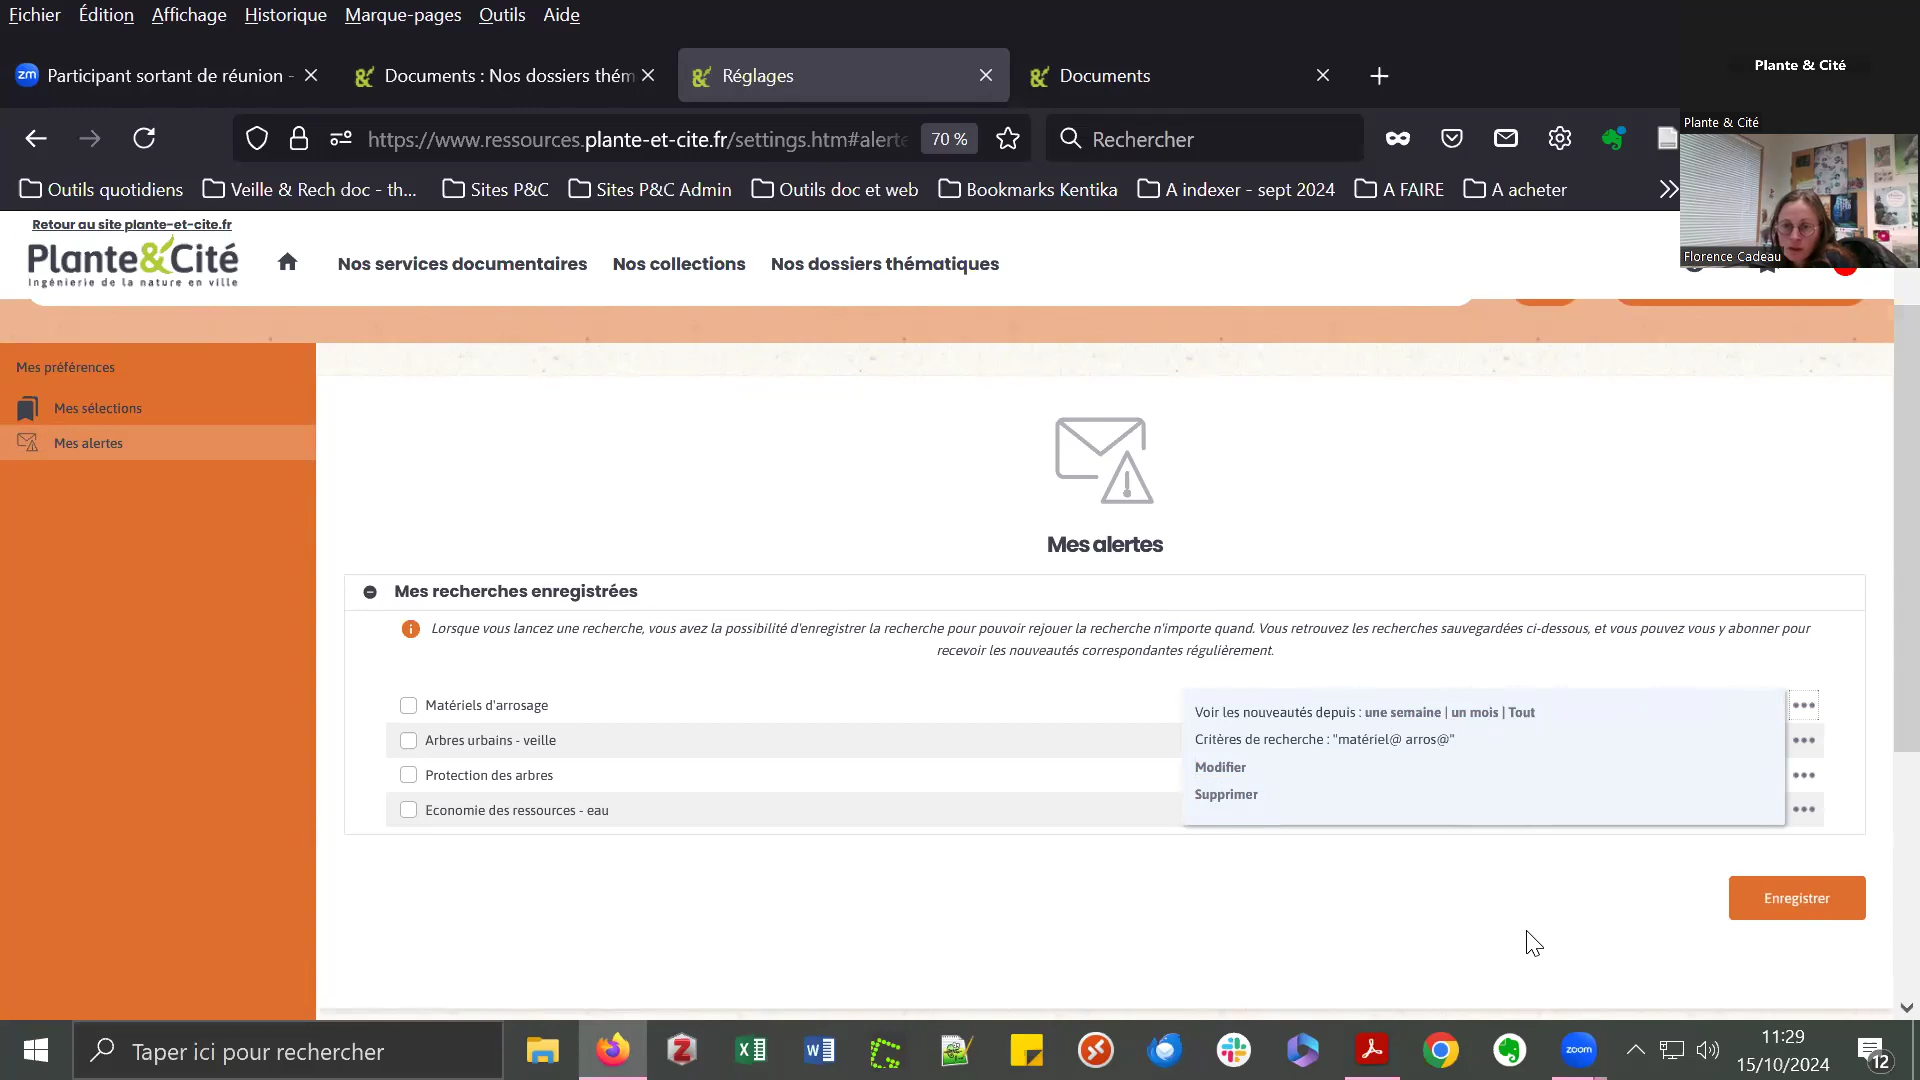 Fichier Édition Affichage Historique Marque-pages Outils Aide
Plante & Cité
zm Participant sortant de réunion - Documents : Nos dossiers thém Réglages Documents
https://www.ressources.plante-et-cite.fr/settings.htm#alerte 70 % Rechercher
Plante & Cité
Outils quotidiens Veille & Rech doc - th... Sites P&C Sites P&C Admin Outils doc et web Bookmarks Kentika A indexer - sept 2024 A FAIRE A acheter
Florence Cadeau
Retour au site plante-et-cite.fr
Plante&Cité
Ingénierie de la nature en ville
Nos services documentaires Nos collections Nos dossiers thématiques
Mes préférences
Mes sélections
Mes alertes
Mes alertes
Mes recherches enregistrées
Lorsque vous lancez une recherche, vous avez la possibilité d'enregistrer la recherche pour pouvoir rejouer la recherche n'importe quand. Vous retrouvez les recherches sauvegardées ci-dessous, et vous pouvez vous y abonner pour
recevoir les nouveautés correspondantes régulièrement.
Matériels d'arrosage
Arbres urbains - veille
Protection des arbres
Economie des ressources - eau
Voir les nouveautés depuis : une semaine | un mois | Tout
Critères de recherche : "matériel@ arros@"
Modifier
Supprimer
Enregistrer
Taper ici pour rechercher
zoom
11:29
15/10/2024
12